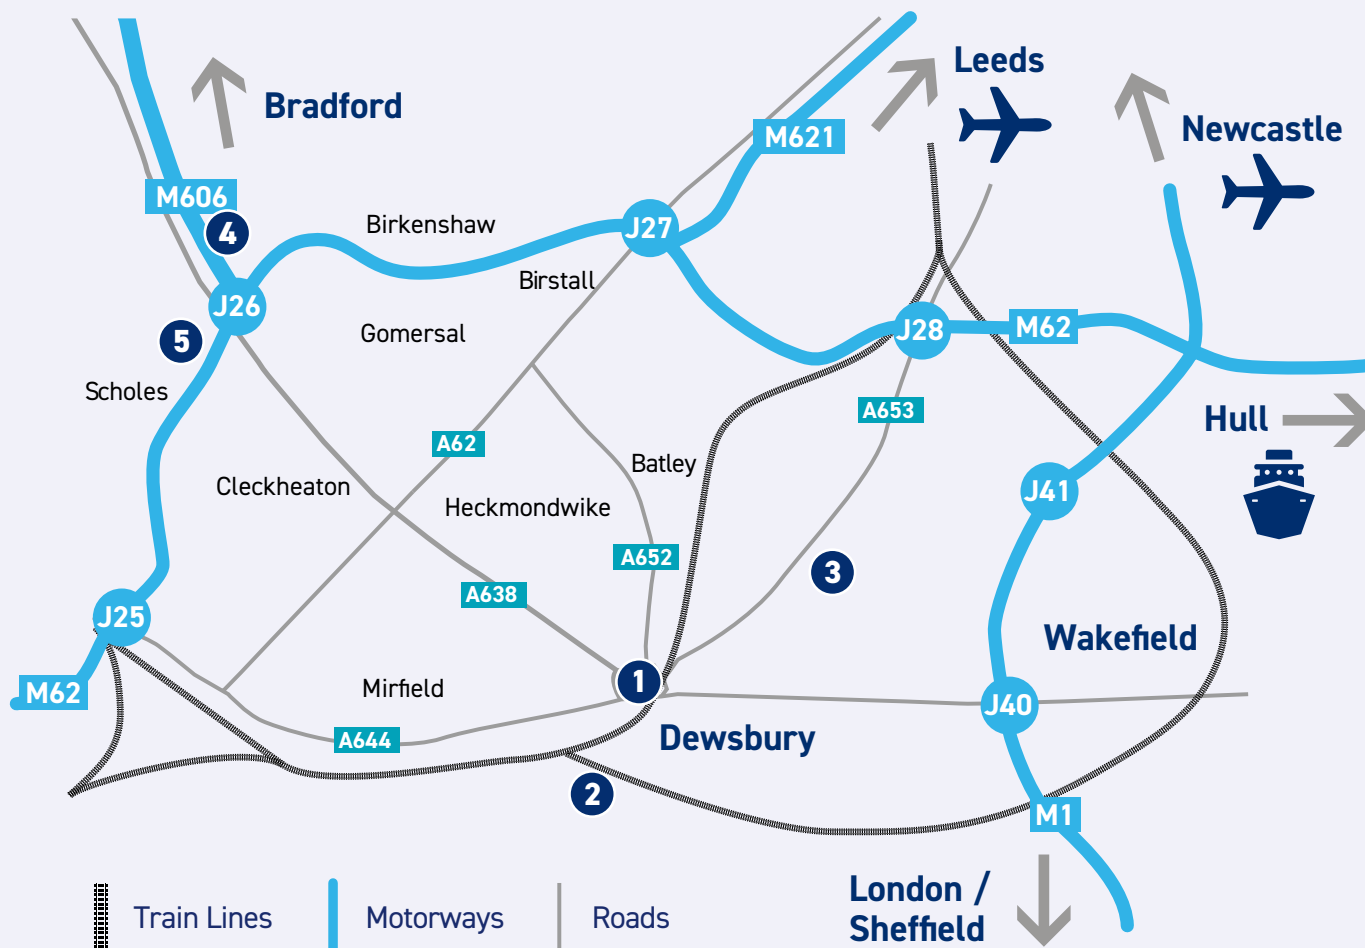 Leeds
Bradford
Newcastle
M621
M606
4
Birkenshaw
J27
Birstall
J26
Gomersal
5
J28
M62
Scholes
A653
Hull
A62
Batley
Cleckheaton
J41
Heckmondwike
A652
3
A638
J25
Wakefield
Mirfield
1
M62
J40
A644
Dewsbury
2
M1
Train Lines
Motorways
Roads
London /
Sheffield